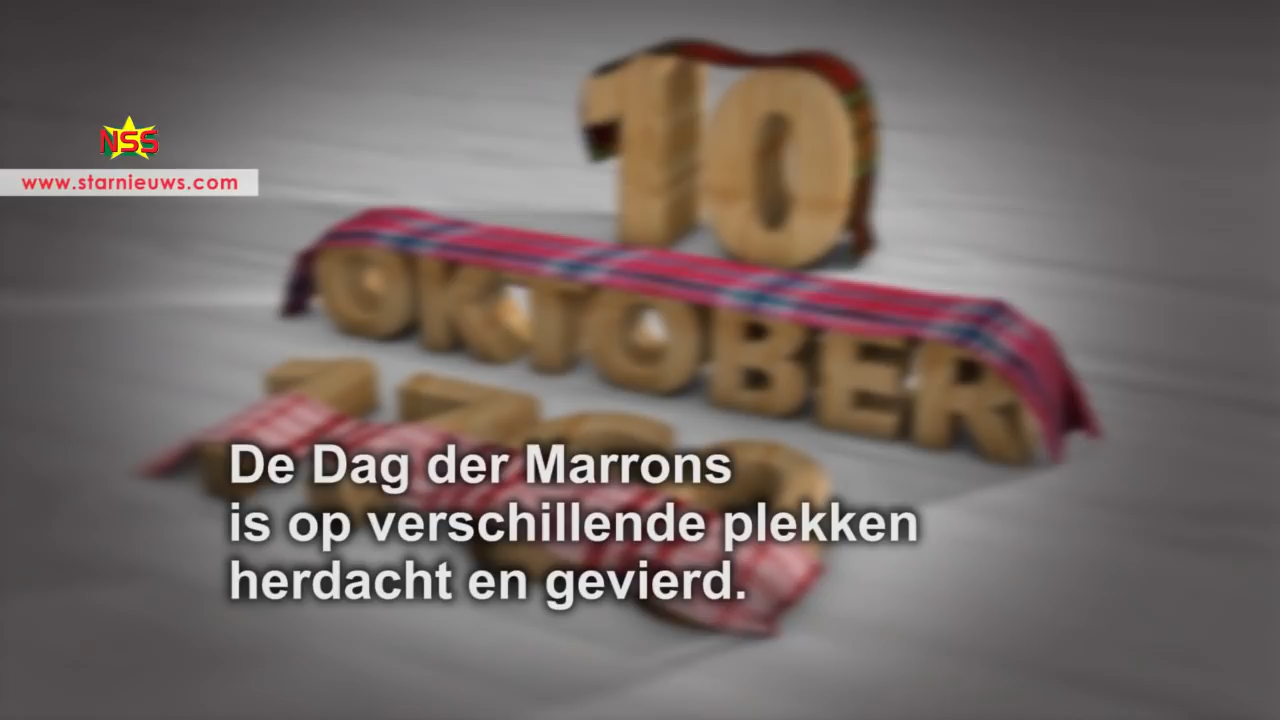 NSS
www.starnieuws.com
10
OKTOBER
De Dag der Marrons
is op verschillende plekken
herdacht en gevierd.